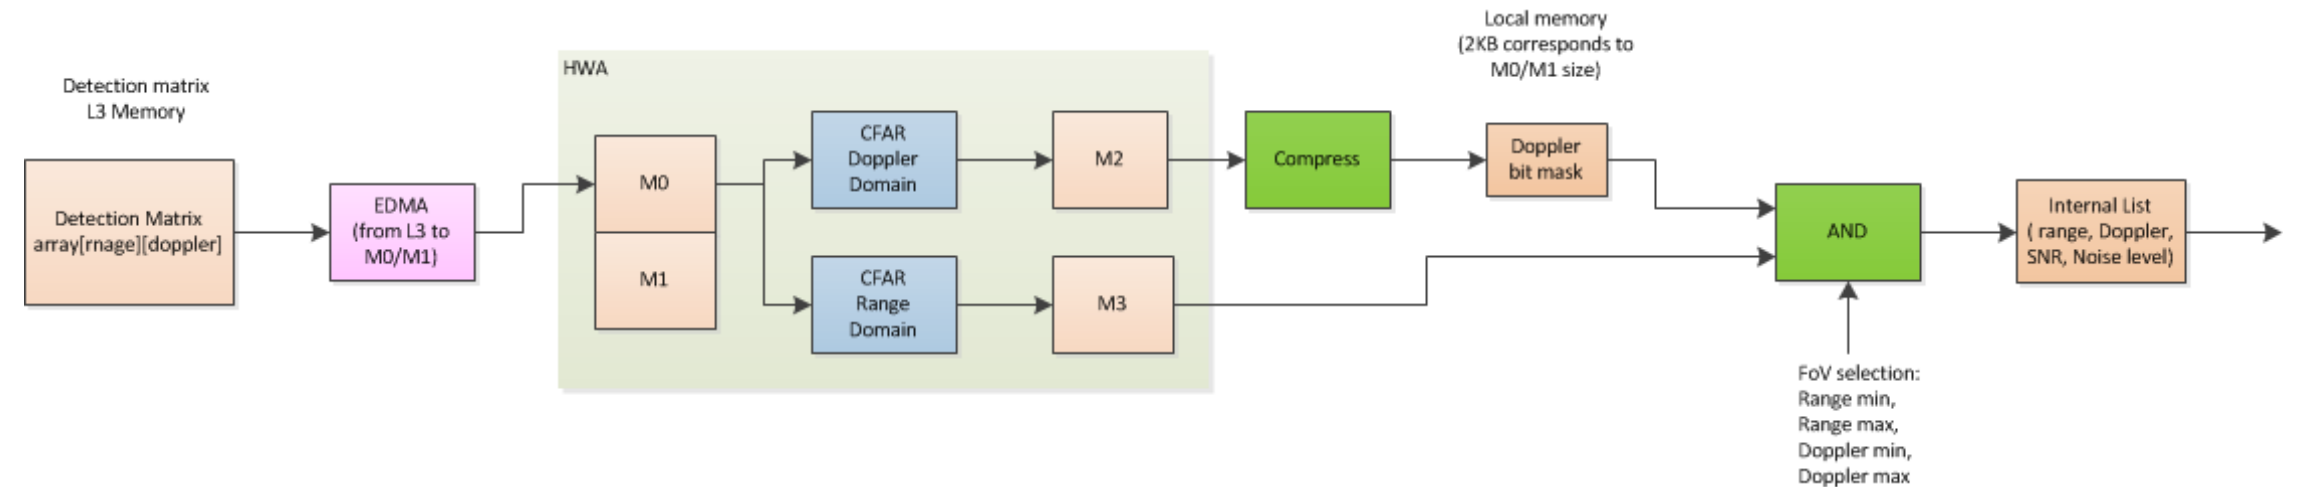 Detection matrix
L3 Memory
Detection Matrix
array[rnage][doppler]
EDMA
(from L3 to
M0/M1)
HWA
M0
M1
CFAR
Doppler
Domain
CFAR
Range
Domain
M2
M3
Compress
Local memory
(2KB corresponds to
M0/M1 size)
Doppler
bit mask
AND
FoV selection:
Range min,
Range max,
Doppler min,
Doppler max
Internal List
( range, Doppler,
SNR, Noise level)